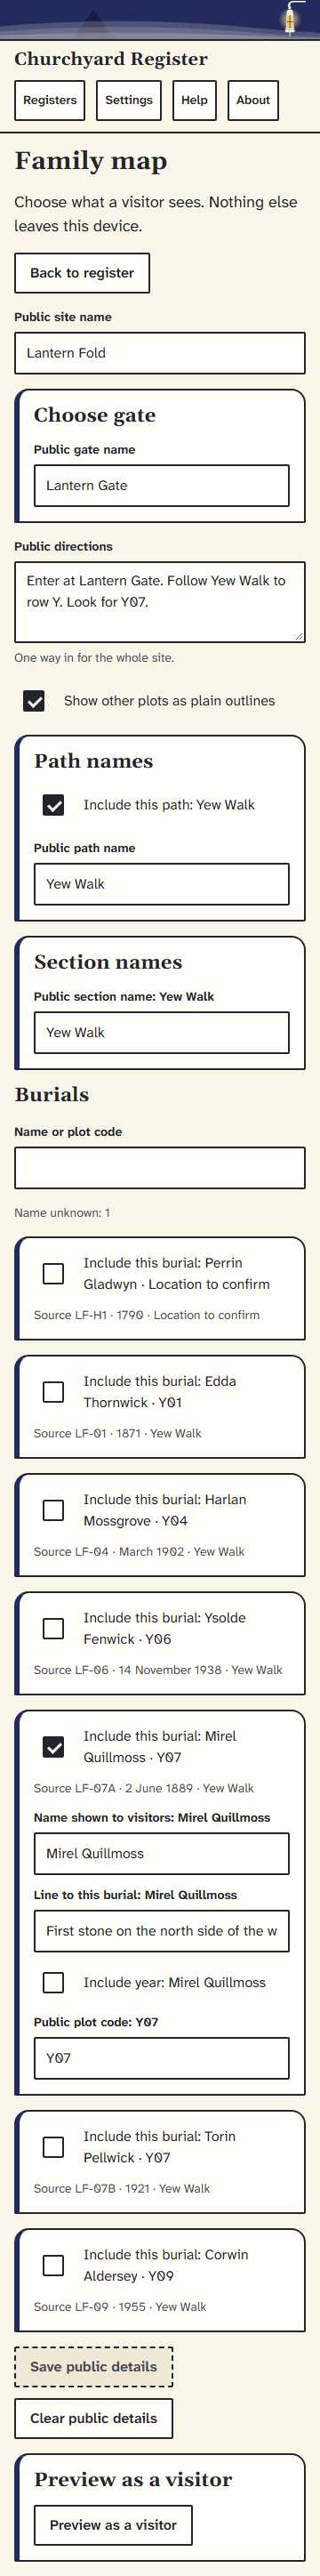 Churchyard Register
Registers
Settings
Help
About
Family map
Choose what a visitor sees. Nothing else
leaves this device.
Back to register
Public site name
Lantern Fold
Choose gate
Public gate name
Lantern Gate
Public directions
Enter at Lantern Gate. Follow Yew Walk to
row Y. Look for Y07.
One way in for the whole site.
Show other plots as plain outlines
Path names
Include this path: Yew Walk
Public path name
Yew Walk
Section names
Public section name: Yew Walk
Yew Walk
Burials
Name or plot code
Name unknown: 1
Include this burial: Perrin
Gladwyn · Location to confirm
Source LF-H1 · 1790 · Location to confirm
Include this burial: Edda
Thornwick · Y01
Source LF-01 · 1871 · Yew Walk
Include this burial: Harlan
Mossgrove · Y04
Source LF-04 · March 1902 · Yew Walk
Include this burial: Ysolde
Fenwick · Y06
Source LF-06 · 14 November 1938 · Yew Walk
Include this burial: Mirel
Quillmoss · Y07
Source LF-07A · 2 June 1889 · Yew Walk
Name shown to visitors: Mirel Quillmoss
Mirel Quillmoss
Line to this burial: Mirel Quillmoss
First stone on the north side of the w
Include year: Mirel Quillmoss
Public plot code: Y07
Y07
Include this burial: Torin
Pellwick · Y07
Source LF-07B · 1921 · Yew Walk
Include this burial: Corwin
Aldersey · Y09
Source LF-09 · 1955 · Yew Walk
Save public details
Clear public details
Preview as a visitor
Preview as a visitor